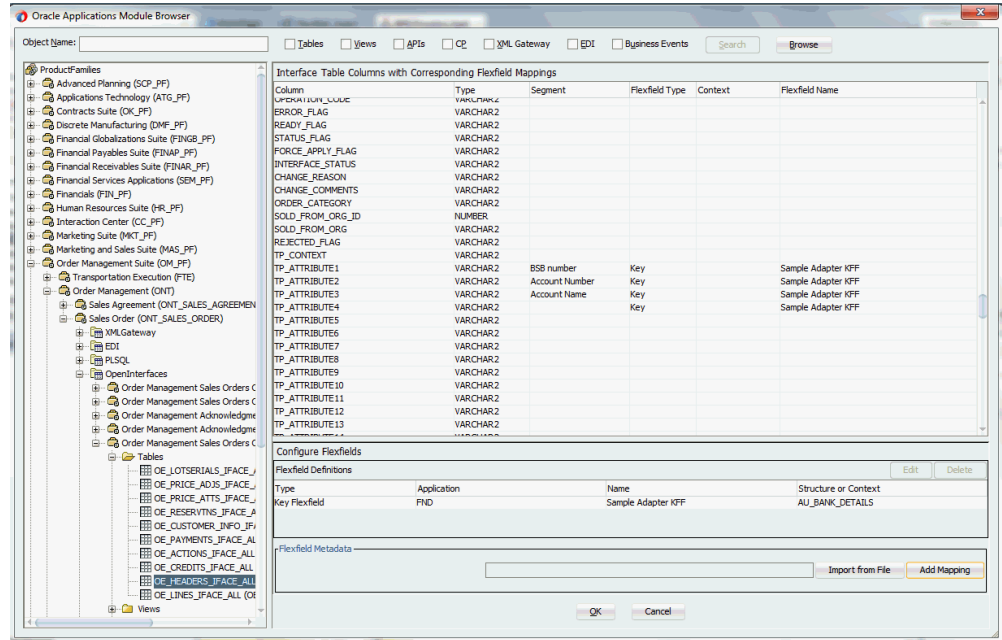 Oracle Applications Module Browser
Object Name:
Tables Views APIs CP XML Gateway EDI Business Events Search Browse
ProductFamilies
Advanced Planning (SCP_PF)
Applications Technology (ATG_PF)
Contracts Suite (OK_PF)
Discrete Manufacturing (DMF_PF)
Financial Globalizations Suite (FINGB_PF)
Financial Payables Suite (FINAP_PF)
Financial Receivables Suite (FINAR_PF)
Financial Services Applications (SEM_PF)
Financials (FIN_PF)
Human Resources Suite (HR_PF)
Interaction Center (CC_PF)
Marketing Suite (MKT_PF)
Marketing and Sales Suite (MAS_PF)
Order Management Suite (OM_PF)
Transportation Execution (FTE)
Order Management (ONT)
Sales Agreement (ONT_SALES_AGREEMEN
Sales Order (ONT_SALES_ORDER)
XMLGateway
EDI
PLSQL
OpenInterfaces
Order Management Sales Orders C
Order Management Sales Orders C
Order Management Acknowledgme
Order Management Acknowledgme
Order Management Sales Orders C
Tables
OE_LOTSERIALS_IFACE_
OE_PRICE_ADJS_IFACE_
OE_PRICE_ATTS_IFACE_
OE_RESERVTNS_IFACE_A
OE_CUSTOMER_INFO_IF
OE_PAYMENTS_IFACE_AL
OE_ACTIONS_IFACE_ALL
OE_CREDITS_IFACE_ALL
OE_HEADERS_IFACE_ALL
OE_LINES_IFACE_ALL (OE
Views
Interface Table Columns with Corresponding Flexfield Mappings
Column Type Segment Flexfield Type Context Flexfield Name
OPERATION_CODE VARCHAR2
ERROR_FLAG VARCHAR2
READY_FLAG VARCHAR2
STATUS_FLAG VARCHAR2
FORCE_APPLY_FLAG VARCHAR2
INTERFACE_STATUS VARCHAR2
CHANGE_REASON VARCHAR2
CHANGE_COMMENTS VARCHAR2
ORDER_CATEGORY VARCHAR2
SOLD_FROM_ORG_ID NUMBER
SOLD_FROM_ORG VARCHAR2
REJECTED_FLAG VARCHAR2
TP_CONTEXT VARCHAR2
TP_ATTRIBUTE1 VARCHAR2 BSB number Key Sample Adapter KFF
TP_ATTRIBUTE2 VARCHAR2 Account Number Key Sample Adapter KFF
TP_ATTRIBUTE3 VARCHAR2 Account Name Key Sample Adapter KFF
TP_ATTRIBUTE4 VARCHAR2 Key Sample Adapter KFF
TP_ATTRIBUTE5 VARCHAR2
TP_ATTRIBUTE6 VARCHAR2
TP_ATTRIBUTE7 VARCHAR2
TP_ATTRIBUTE8 VARCHAR2
TP_ATTRIBUTE9 VARCHAR2
TP_ATTRIBUTE10 VARCHAR2
TP_ATTRIBUTE11 VARCHAR2
TP_ATTRIBUTE12 VARCHAR2
TP_ATTRIBUTE13 VARCHAR2
Configure Flexfields
Flexfield Definitions Edit Delete
Type Application Name Structure or Context
Key Flexfield FND Sample Adapter KFF AU_BANK_DETAILS
Flexfield Metadata
Import from File Add Mapping
OK Cancel